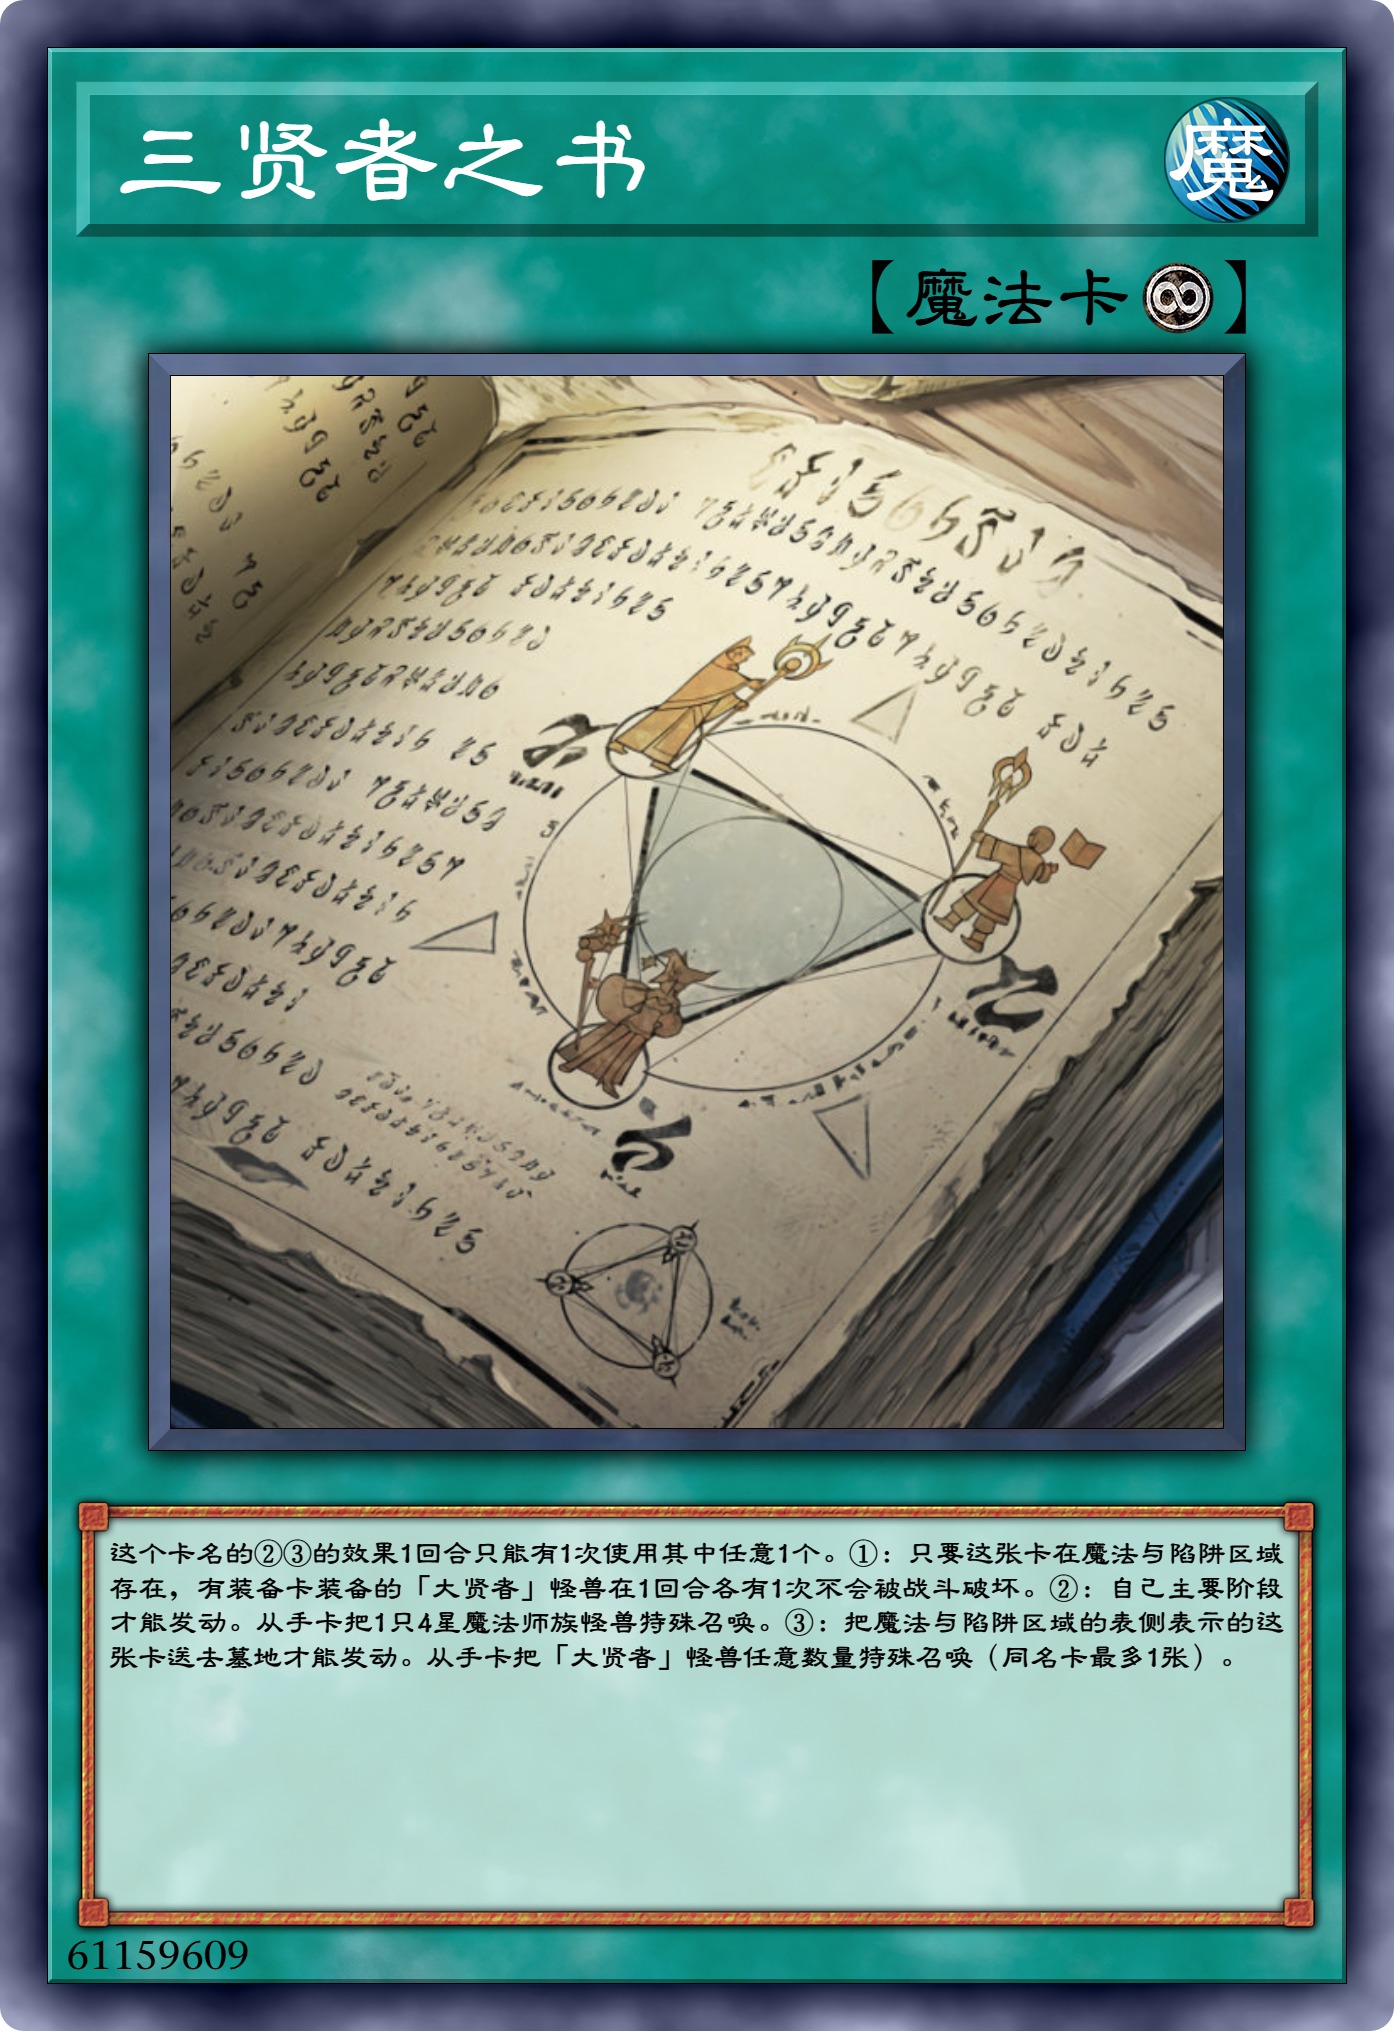 三贤者之书
魔
【魔法卡】
这个卡名的②③的效果1回合只能有1次使用其中任意1个。①：只要这张卡在魔法与陷阱区域
存在，有装备卡装备的「大贤者」怪兽在1回合各有1次不会被战斗破坏。②：自己主要阶段
才能发动。从手卡把1只4星魔法师族怪兽特殊召唤。③：把魔法与陷阱区域的表侧表示的这
张卡送去墓地才能发动。从手卡把「大贤者」怪兽任意数量特殊召唤（同名卡最多1张）。
61159609